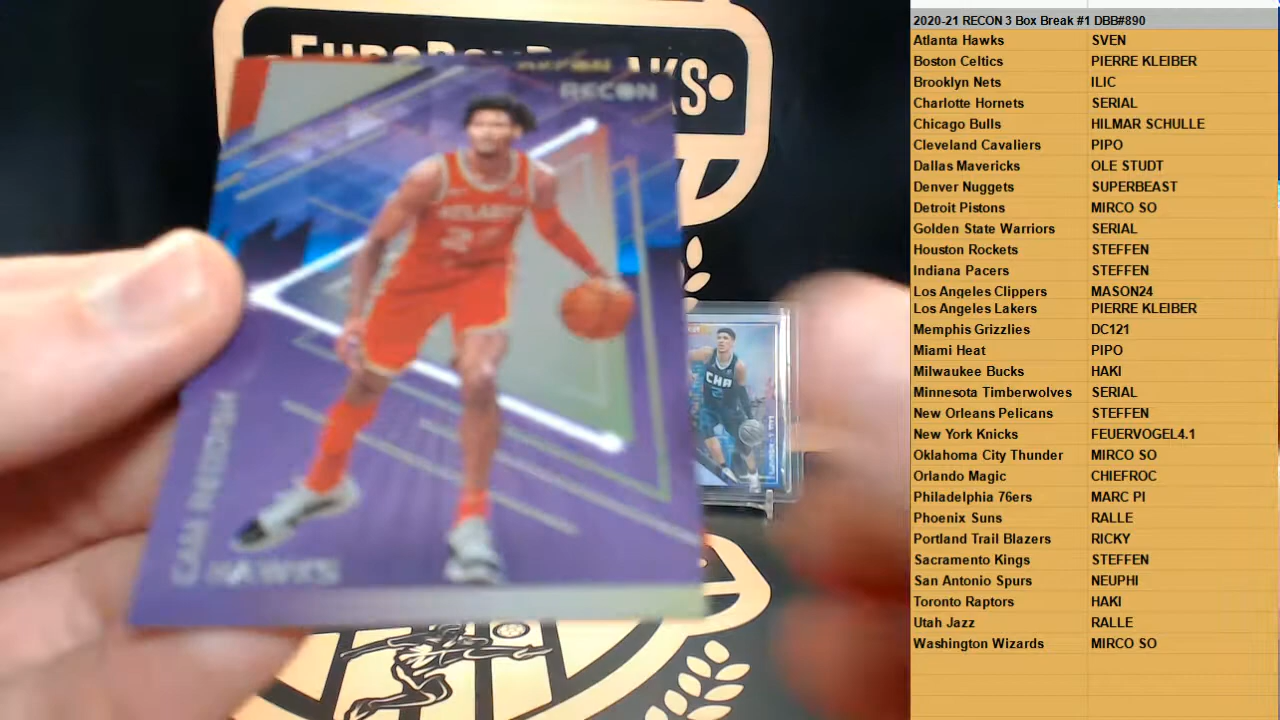 RECON
ATLANTA
CAM REDDISH
HAWKS
CHA
2020-21 RECON 3 Box Break #1 DBB#890
Atlanta Hawks SVEN
Boston Celtics PIERRE KLEIBER
Brooklyn Nets ILIC
Charlotte Hornets SERIAL
Chicago Bulls HILMAR SCHULLE
Cleveland Cavaliers PIPO
Dallas Mavericks OLE STUDT
Denver Nuggets SUPERBEAST
Detroit Pistons MIRCO SO
Golden State Warriors SERIAL
Houston Rockets STEFFEN
Indiana Pacers STEFFEN
Los Angeles Clippers MASON24
Los Angeles Lakers PIERRE KLEIBER
Memphis Grizzlies DC121
Miami Heat PIPO
Milwaukee Bucks HAKI
Minnesota Timberwolves SERIAL
New Orleans Pelicans STEFFEN
New York Knicks FEUERVOGEL4.1
Oklahoma City Thunder MIRCO SO
Orlando Magic CHIEFROC
Philadelphia 76ers MARC PI
Phoenix Suns RALLE
Portland Trail Blazers RICKY
Sacramento Kings STEFFEN
San Antonio Spurs NEUPHI
Toronto Raptors HAKI
Utah Jazz RALLE
Washington Wizards MIRCO SO